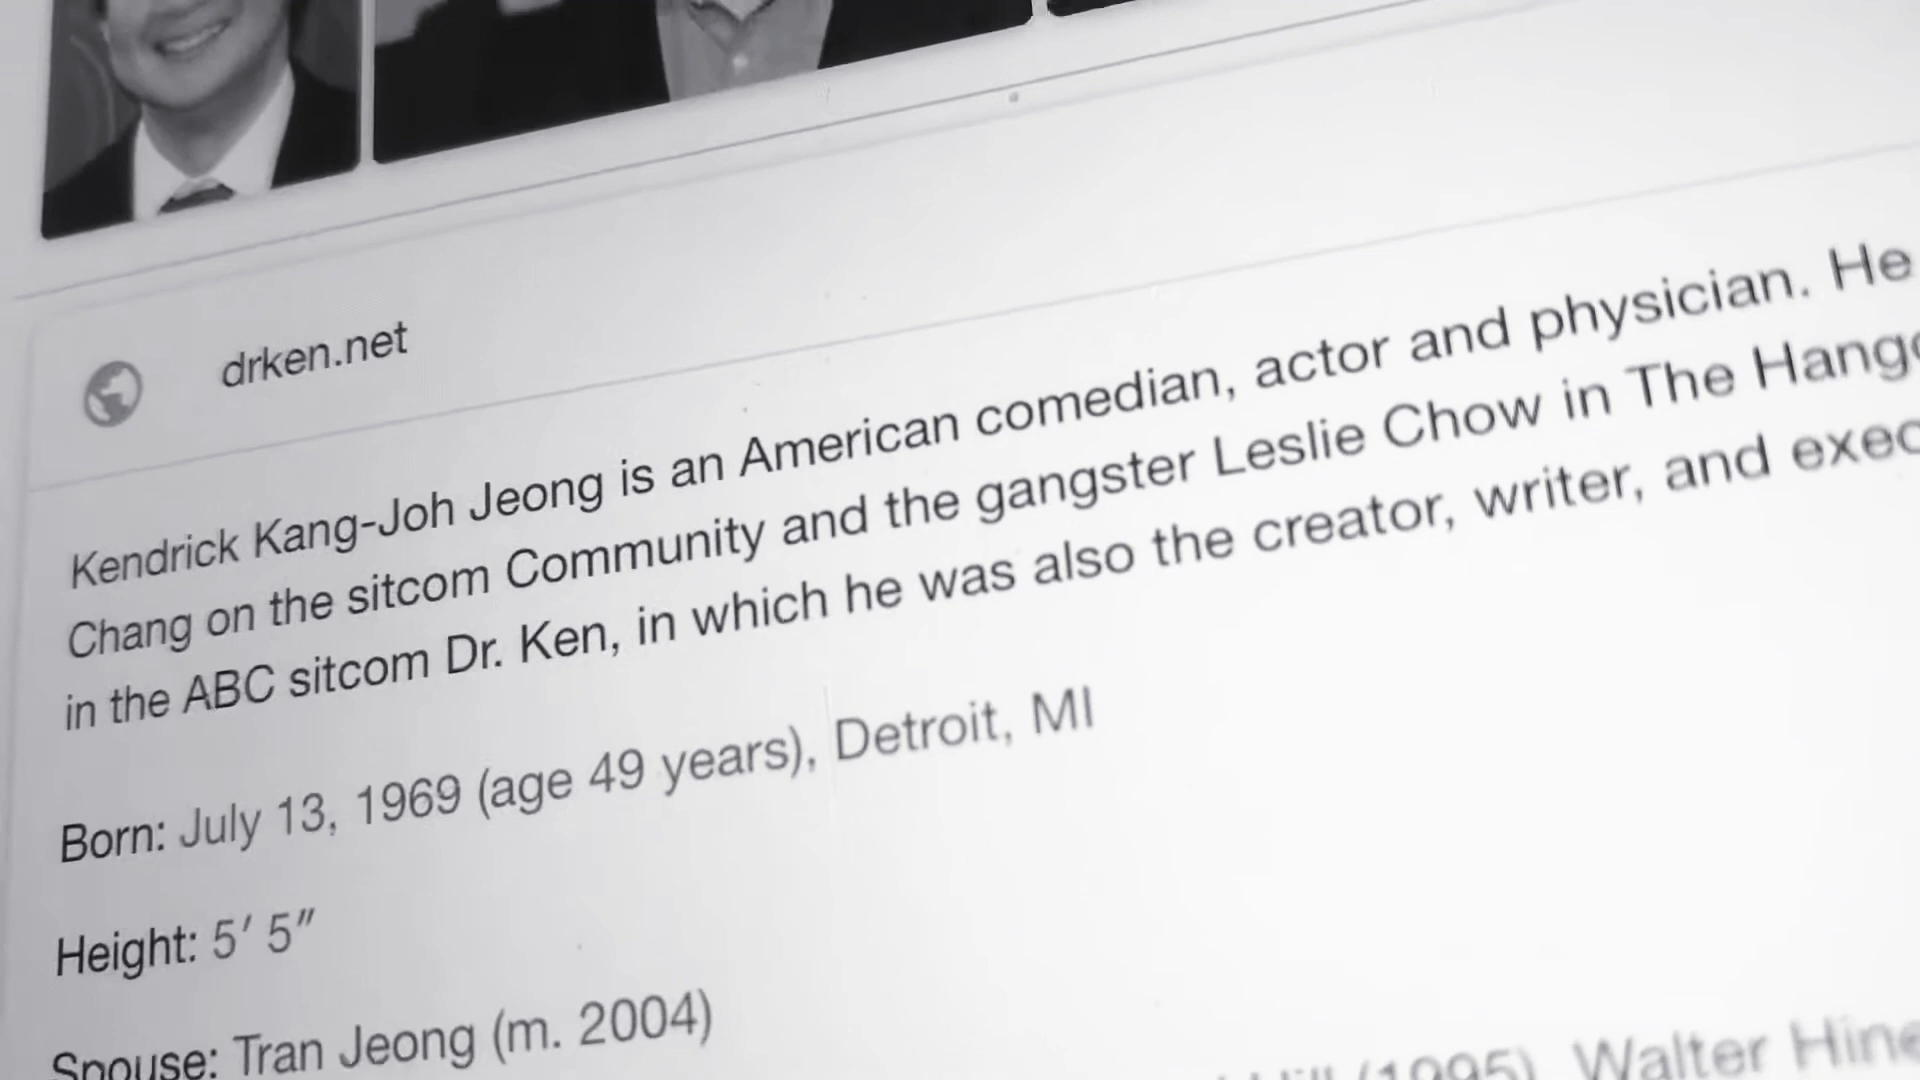 drken.net
Kendrick Kang-Joh Jeong is an American comedian, actor and physician. He
Chang on the sitcom Community and the gangster Leslie Chow in The
in the ABC sitcom Dr. Ken, in which he was also the creator, writer, and
Born: July 13, 1969 (age 49 years), Detroit, MI
Height: 5′ 5″
Spouse: Tran Jeong (m. 2004)
(1995), Walter